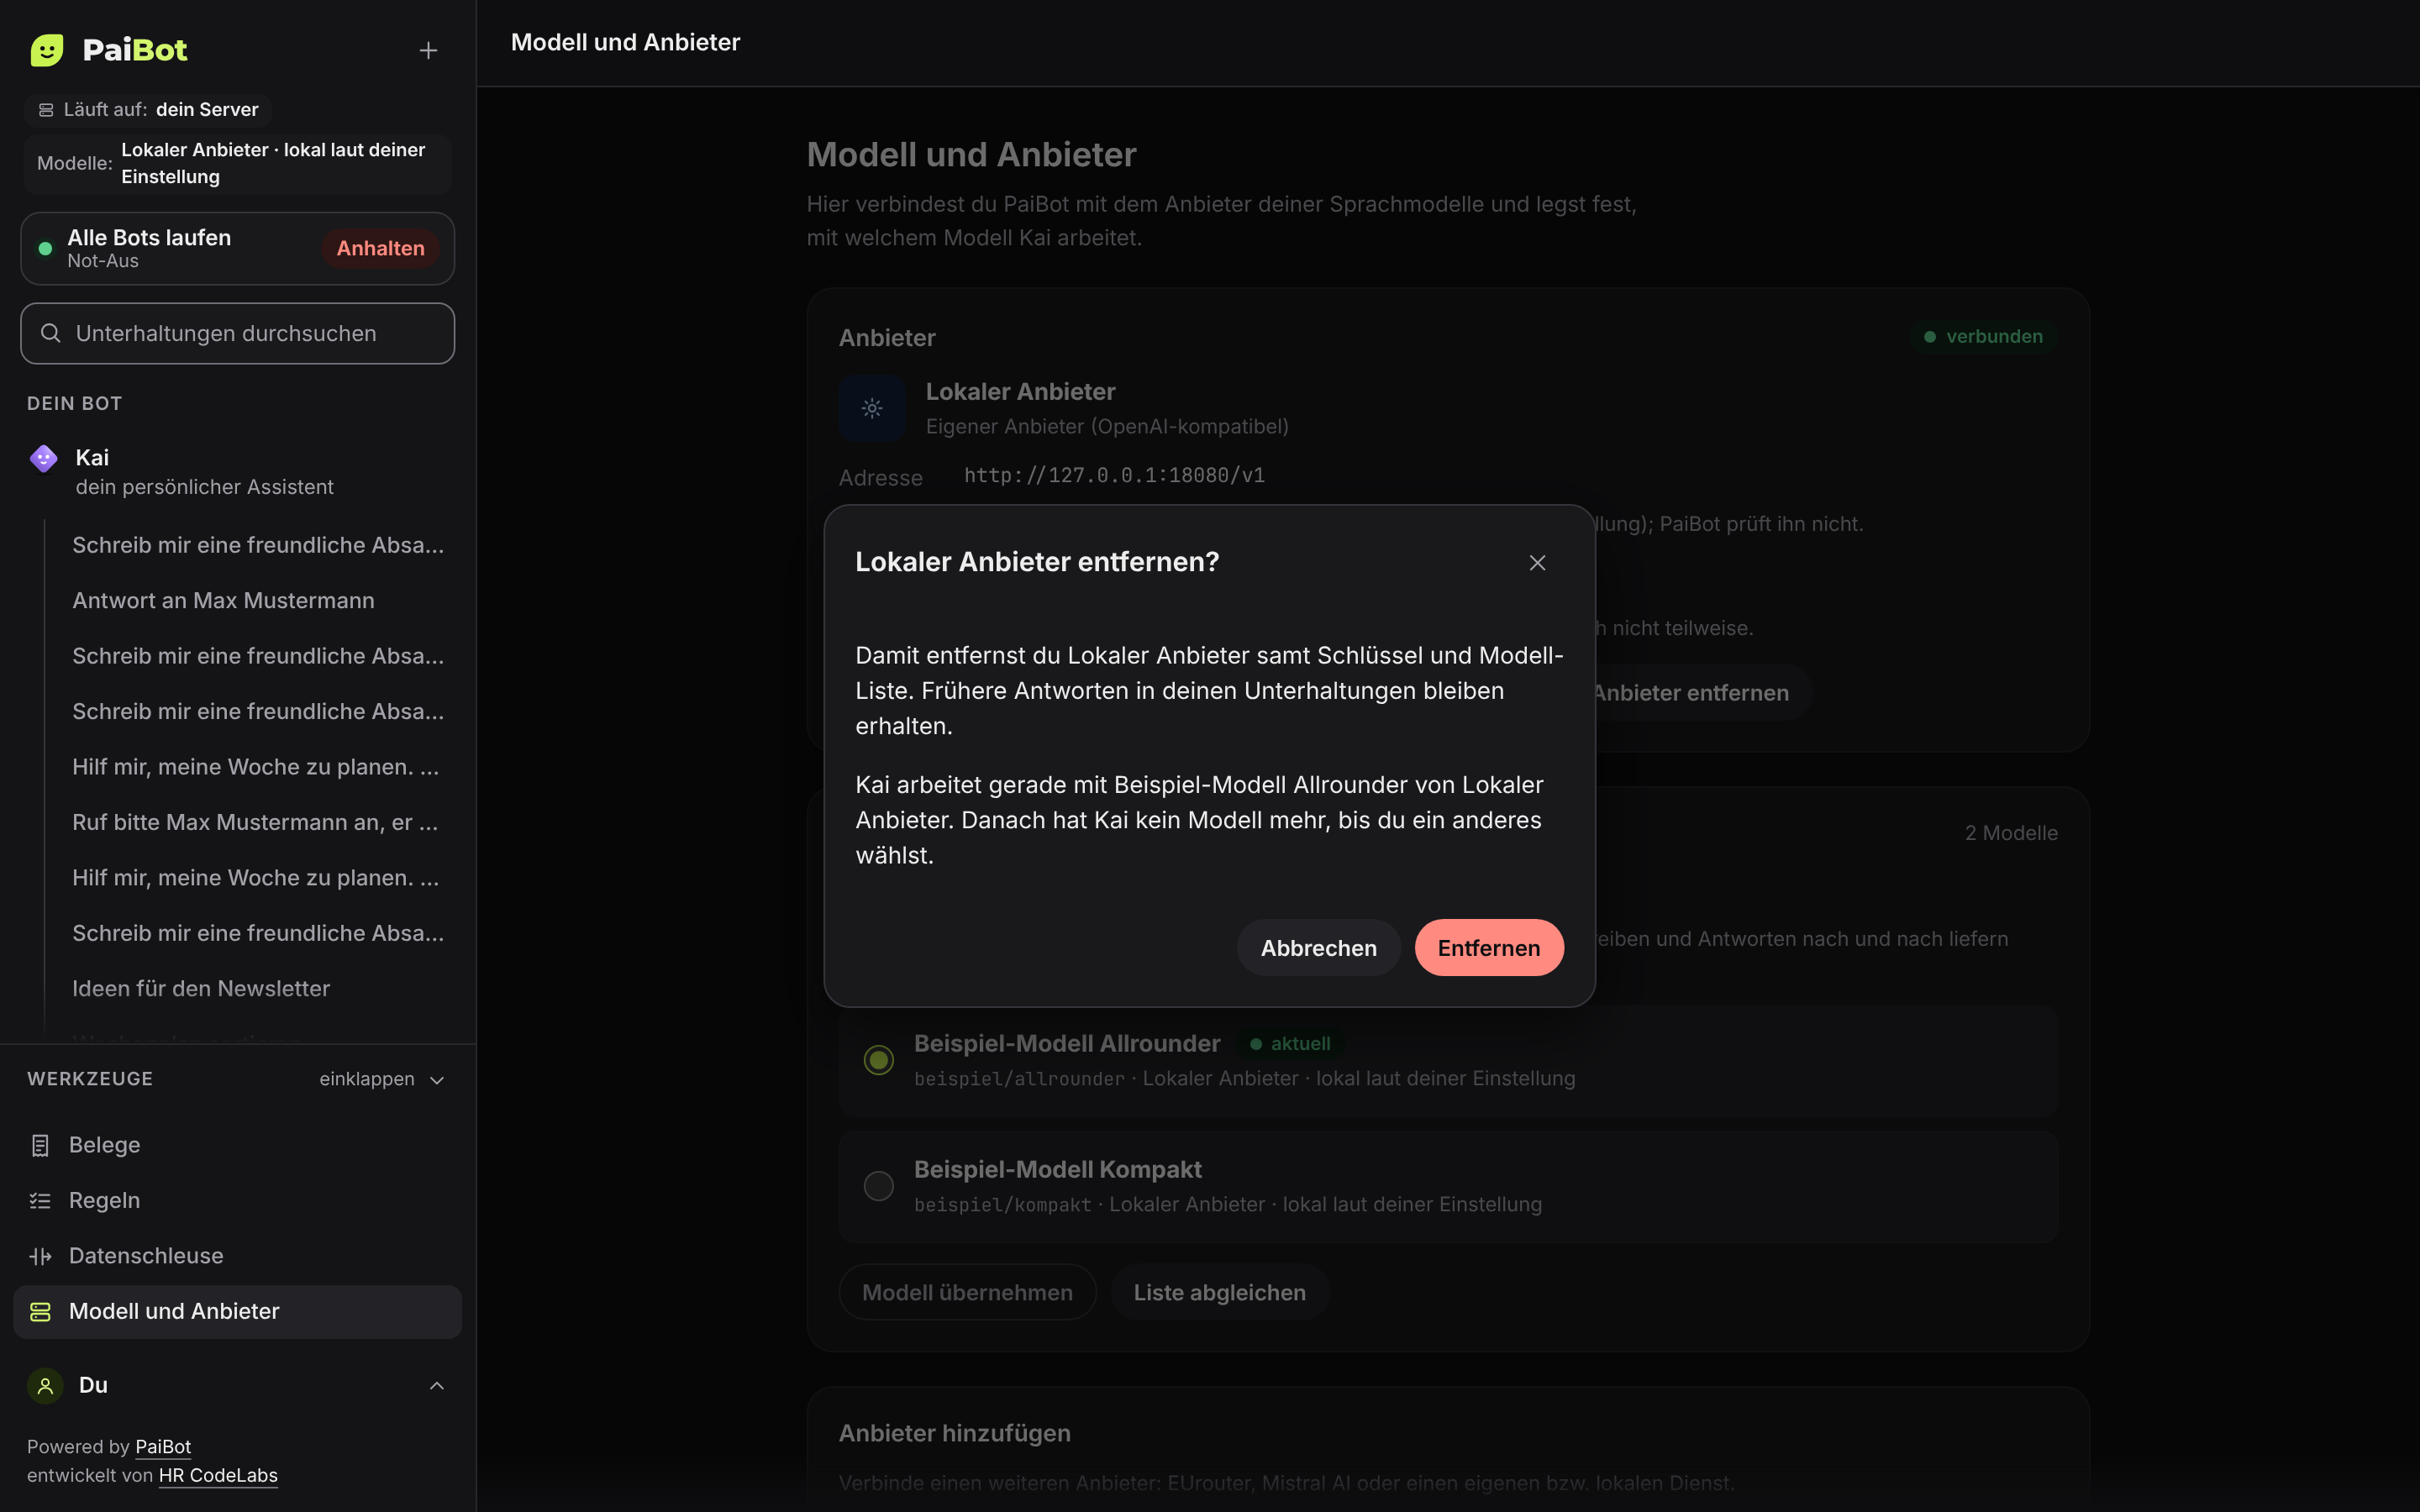 PaiBot
Läuft auf: dein Server
Modelle: Lokaler Anbieter · lokal laut deiner
Einstellung
Alle Bots laufen
Not-Aus
Anhalten
Unterhaltungen durchsuchen
DEIN BOT
Kai
dein persönlicher Assistent
Schreib mir eine freundliche Absa...
Antwort an Max Mustermann
Schreib mir eine freundliche Absa...
Schreib mir eine freundliche Absa...
Hilf mir, meine Woche zu planen. ...
Ruf bitte Max Mustermann an, er ...
Hilf mir, meine Woche zu planen. ...
Schreib mir eine freundliche Absa...
Ideen für den Newsletter
WERKZEUGE
einklappen
Belege
Regeln
Datenschleuse
Modell und Anbieter
Du
Powered by PaiBot
entwickelt von HR CodeLabs
Modell und Anbieter
Modell und Anbieter
Hier verbindest du PaiBot mit dem Anbieter deiner Sprachmodelle und legst fest,
mit welchem Modell Kai arbeitet.
Anbieter
verbunden
Lokaler Anbieter
Eigener Anbieter (OpenAI-kompatibel)
Adresse http://127.0.0.1:18080/v1
llung); PaiBot prüft ihn nicht.
nicht teilweise.
Anbieter entfernen
Lokaler Anbieter entfernen?
Damit entfernst du Lokaler Anbieter samt Schlüssel und Modell-
Liste. Frühere Antworten in deinen Unterhaltungen bleiben
erhalten.
Kai arbeitet gerade mit Beispiel-Modell Allrounder von Lokaler
Anbieter. Danach hat Kai kein Modell mehr, bis du ein anderes
wählst.
Abbrechen
Entfernen
2 Modelle
eiben und Antworten nach und nach liefern
Beispiel-Modell Allrounder
aktuell
beispiel/allrounder · Lokaler Anbieter · lokal laut deiner Einstellung
Beispiel-Modell Kompakt
beispiel/kompakt · Lokaler Anbieter · lokal laut deiner Einstellung
Modell übernehmen
Liste abgleichen
Anbieter hinzufügen
Verbinde einen weiteren Anbieter: EUrouter, Mistral AI oder einen eigenen bzw. lokalen Dienst.